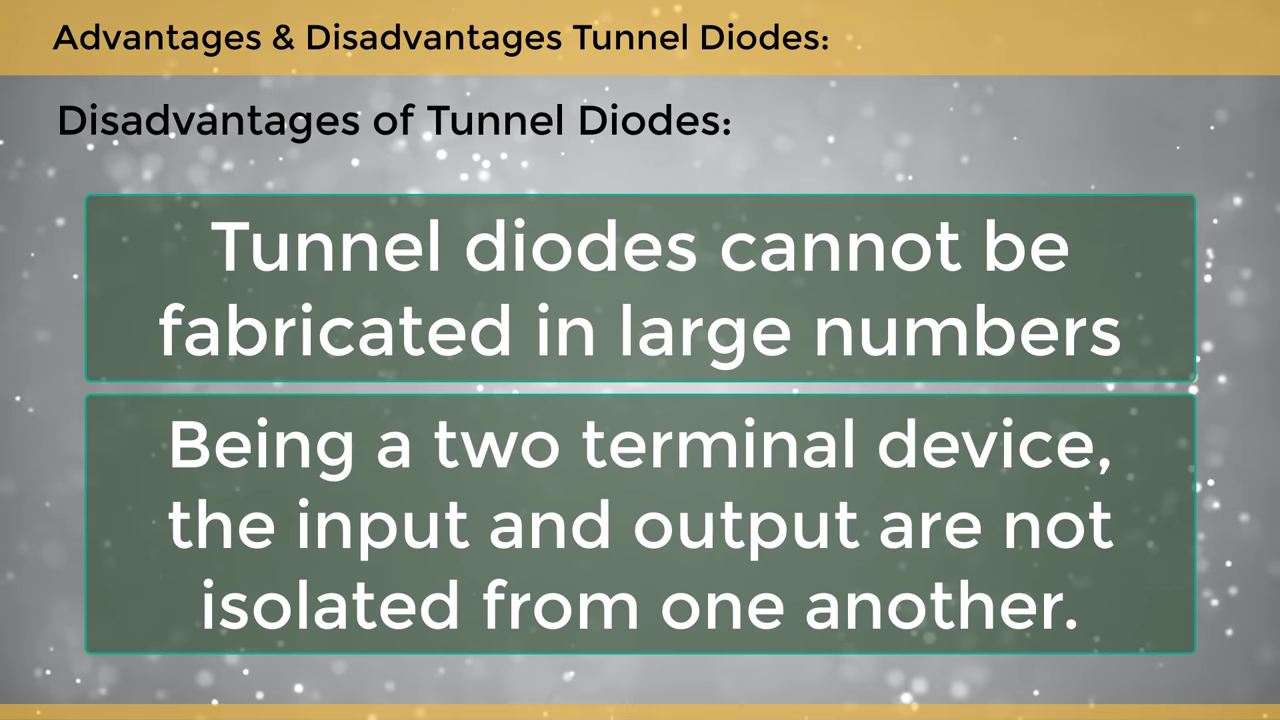 Advantages & Disadvantages Tunnel Diodes:
Disadvantages of Tunnel Diodes:
Tunnel diodes cannot be
fabricated in large numbers
Being a two terminal device,
the input and output are not
isolated from one another.